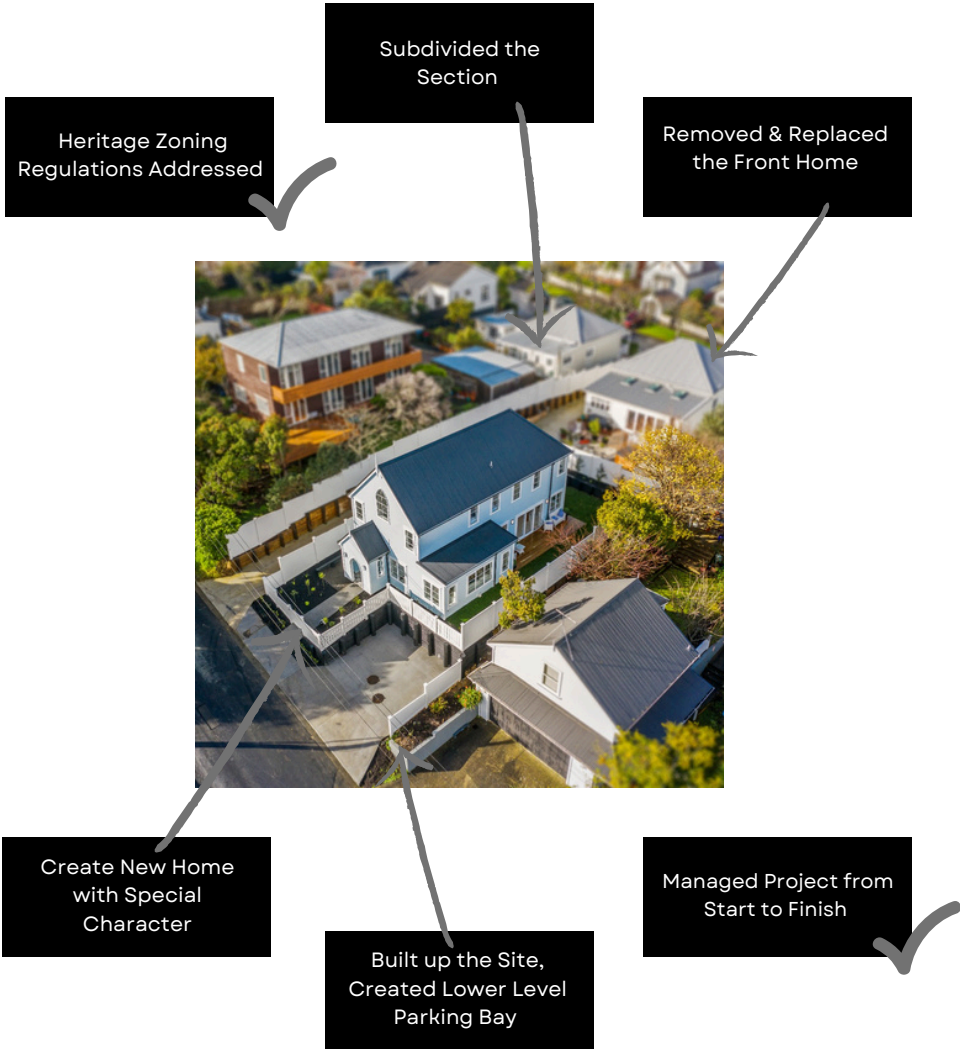 Subdivided the
Section
Heritage Zoning
Regulations Addressed
Removed & Replaced
the Front Home
Create New Home
with Special
Character
Built up the Site,
Created Lower Level
Parking Bay
Managed Project from
Start to Finish